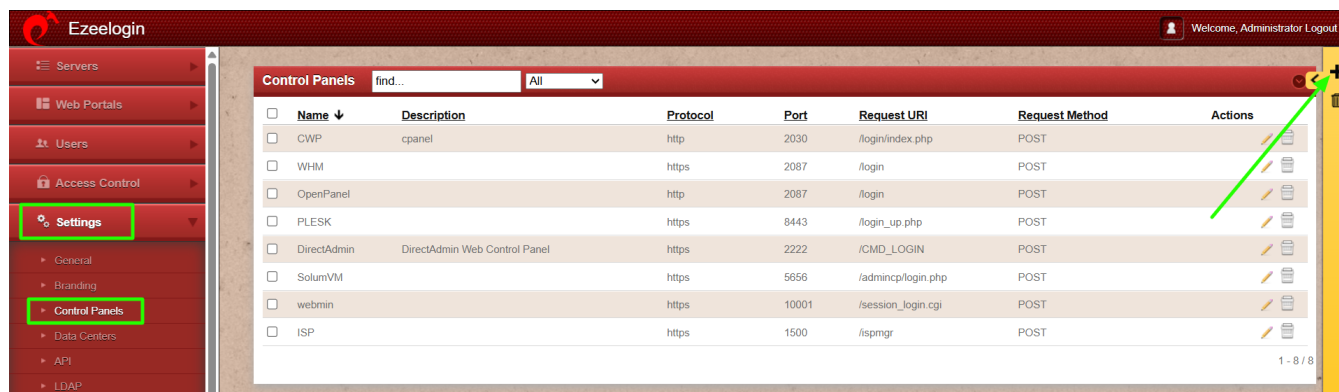 Ezeelogin
Welcome, Administrator Logout
Servers
Web Portals
Users
Access Control
Settings
General
Branding
Control Panels
Data Centers
API
LDAP
Control Panels find... All
Name Description Protocol Port Request URI Request Method Actions
CWP cpanel http 2030 /login/index.php POST
WHM https 2087 /login POST
OpenPanel http 2087 /login POST
PLESK https 8443 /login_up.php POST
DirectAdmin DirectAdmin Web Control Panel https 2222 /CMD_LOGIN POST
SolumVM https 5656 /admincp/login.php POST
webmin https 10001 /session_login.cgi POST
ISP https 1500 /ispmgr POST
1 - 8 / 8